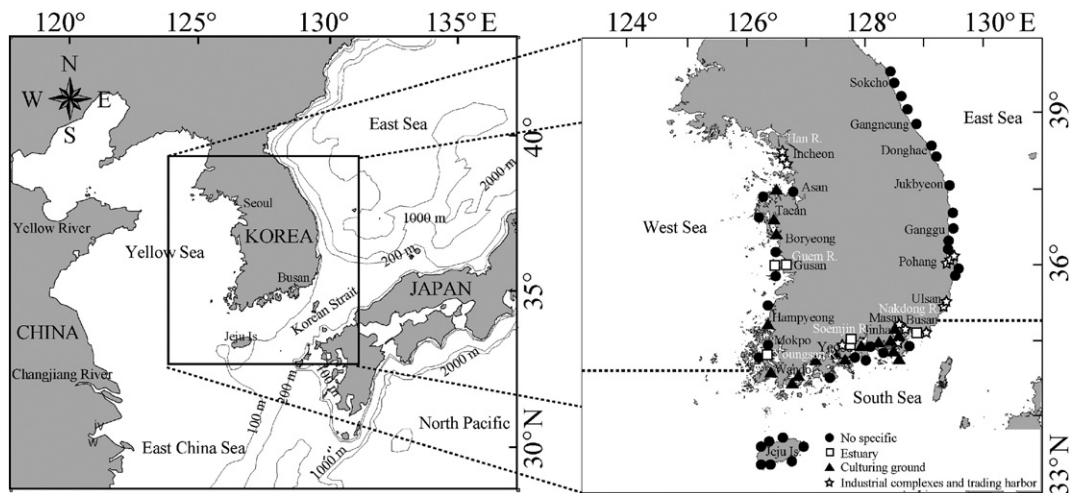 120° 125° 130° 135°
N
W E
S
East Sea
40°
2000 m
1000 m
Seoul
Yellow River
Yellow Sea
KOREA
200 m
Busan
JAPAN
35°
Korean Strait
CHINA
Jeju Is.
2000 m
100 m
Changjiang River
100 m
200 m
North Pacific
East China Sea
1000 m
30°N
124° 126° 128° 130°E
Sokcho
39°
East Sea
Han R.
Gangneung
Incheon
Donghae
Asan
Jukbyeon
Taean
West Sea
Ganggu
Boryeong
Guem R.
Pohang
36°
Gusan
Ulsan
Nakdong R.
Hampyeong
Masan
Busan
Soemjin R.
Jinhae
Mokpo
Wando
South Sea
Jeju Is.
33°N
No specific
Estuary
Culturing ground
Industrial complexes and trading harbor